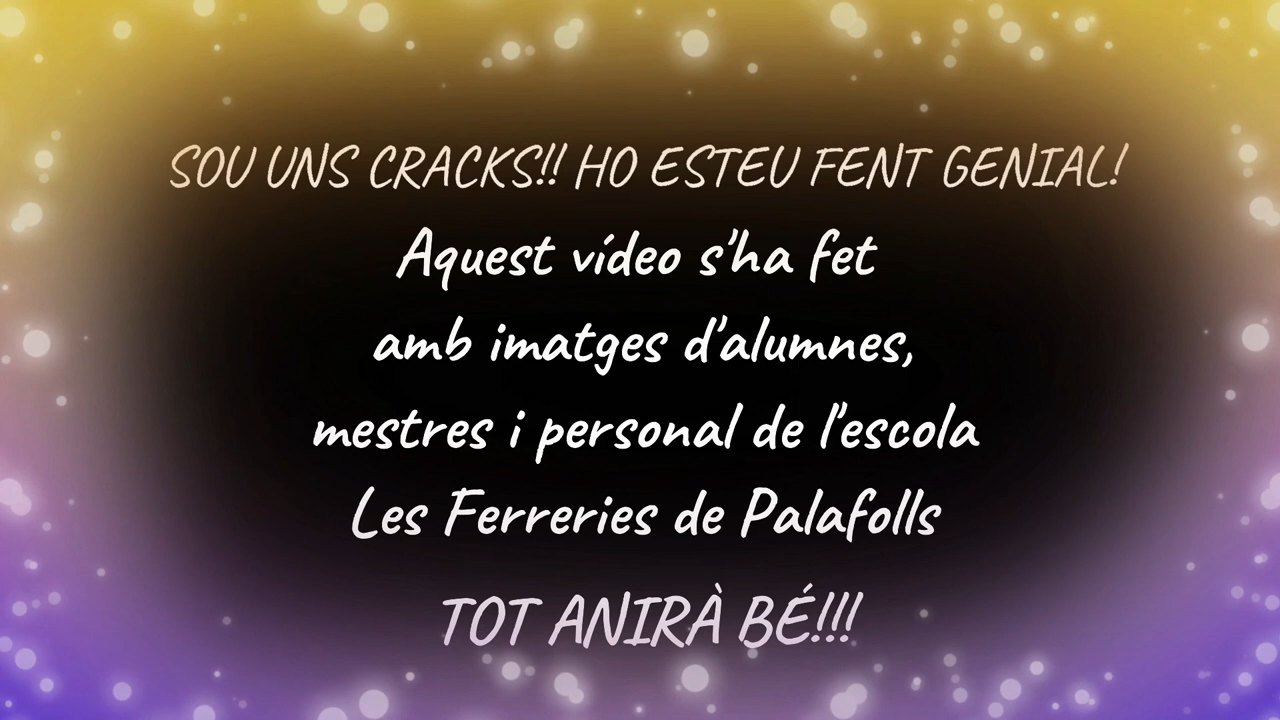 SOU UNS CRACKS!! HO ESTEU FENT GENIAL!
Aquest vídeo s'ha fet
amb imatges d'alumnes,
mestres i personal de l'escola
Les Ferreries de Palafolls
TOT ANIRÀ BÉ!!!